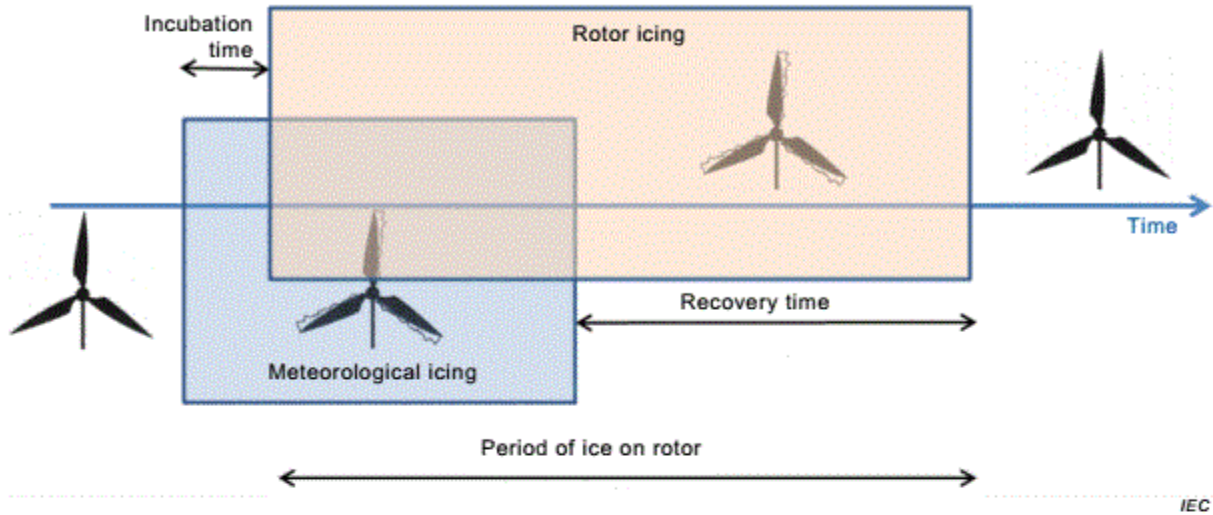 Incubation
time
Rotor icing
Time
Recovery time
Meteorological icing
Period of ice on rotor
IEC